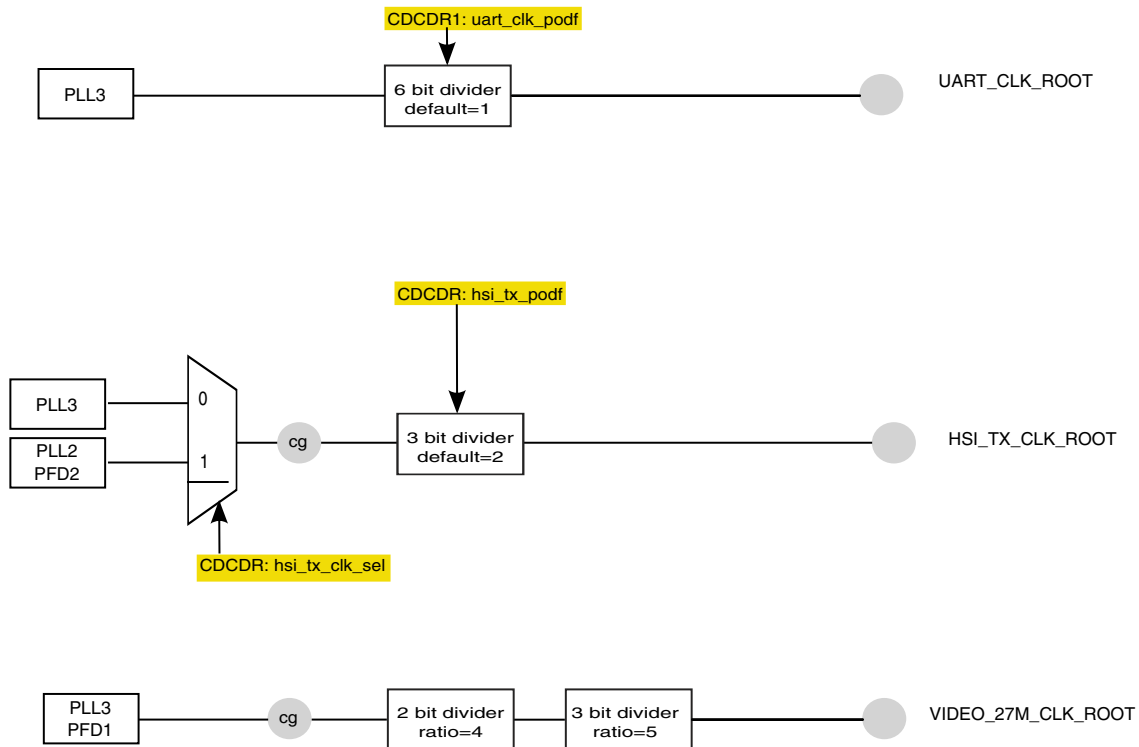 CDCDR1: uart_clk_podf
PLL3
6 bit divider
default=1
UART_CLK_ROOT
CDCDR: hsi_tx_podf
PLL3
0
PLL2
PFD2
1
cg
3 bit divider
default=2
HSI_TX_CLK_ROOT
CDCDR: hsi_tx_clk_sel
PLL3
PFD1
cg
2 bit divider
ratio=4
3 bit divider
ratio=5
VIDEO_27M_CLK_ROOT